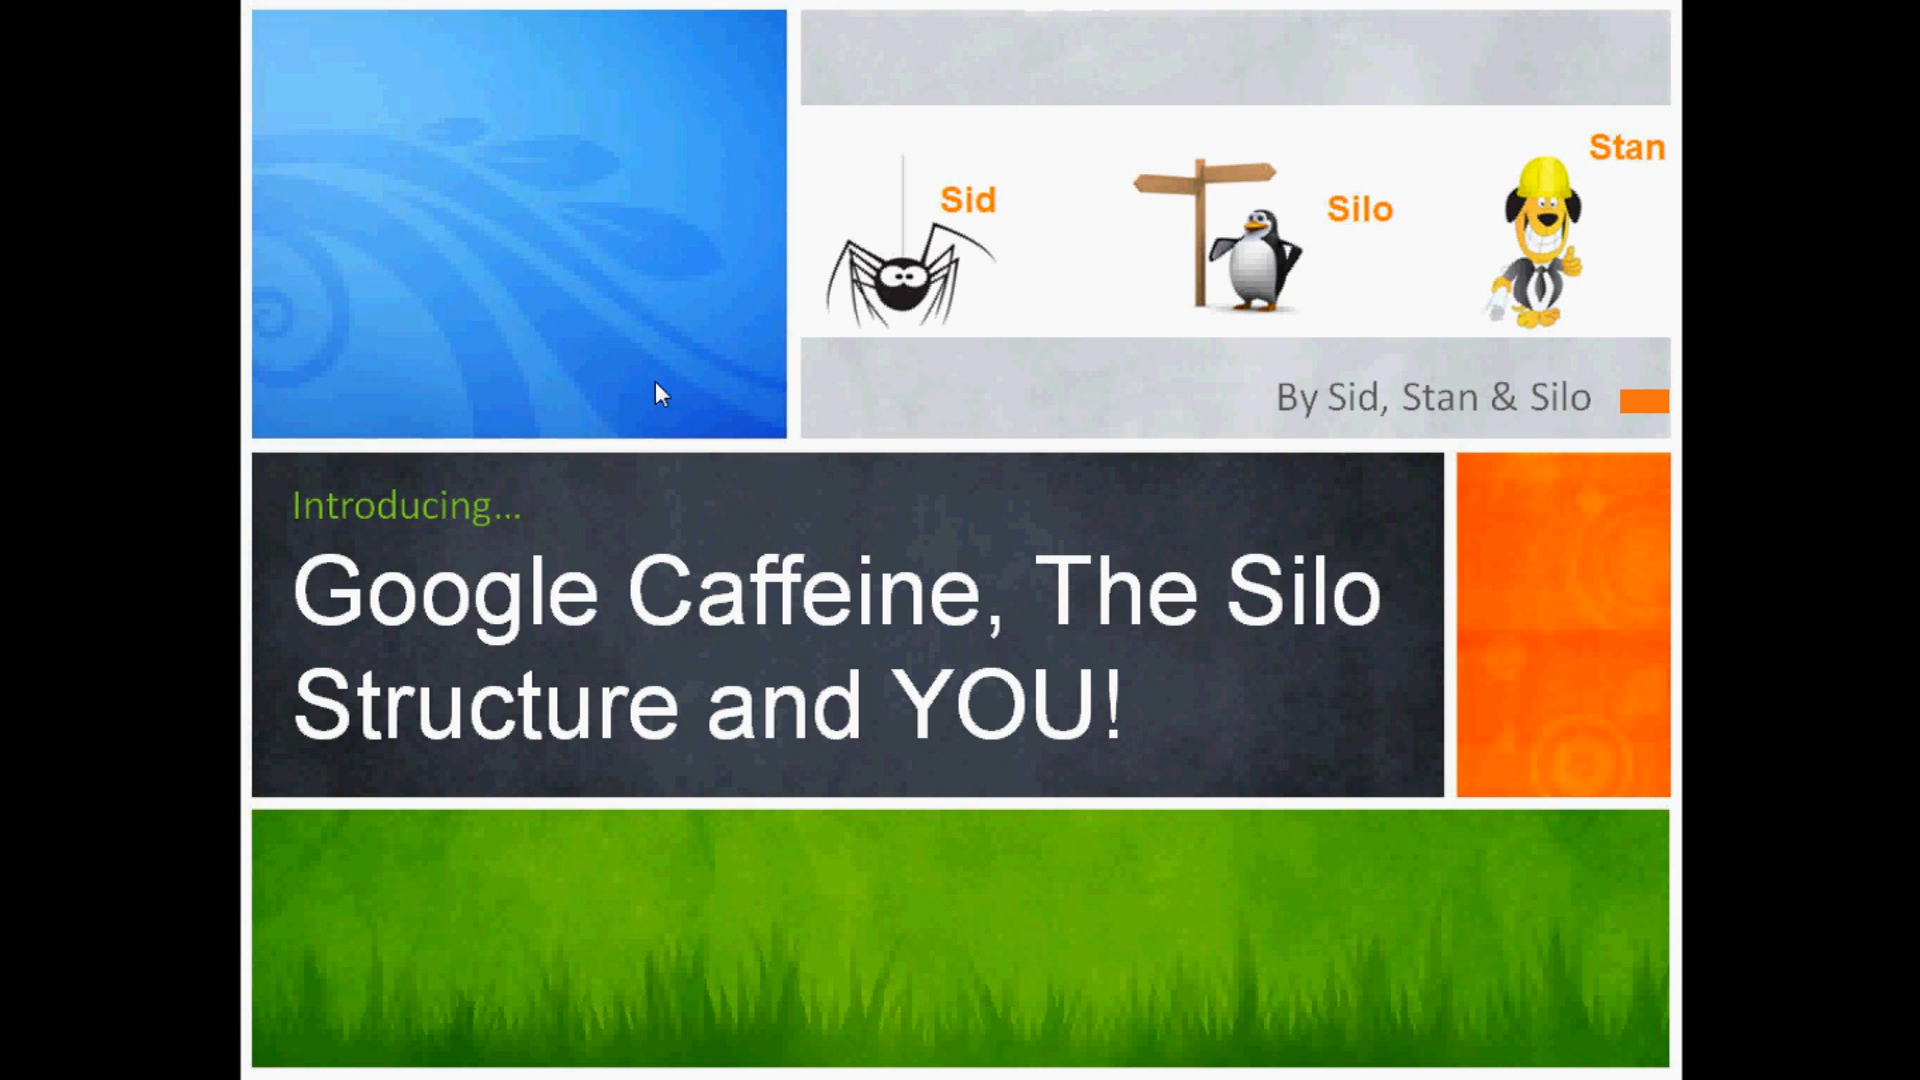 Stan
Sid
Silo
By Sid, Stan & Silo
Introducing...
Google Caffeine, The Silo
Structure and YOU!